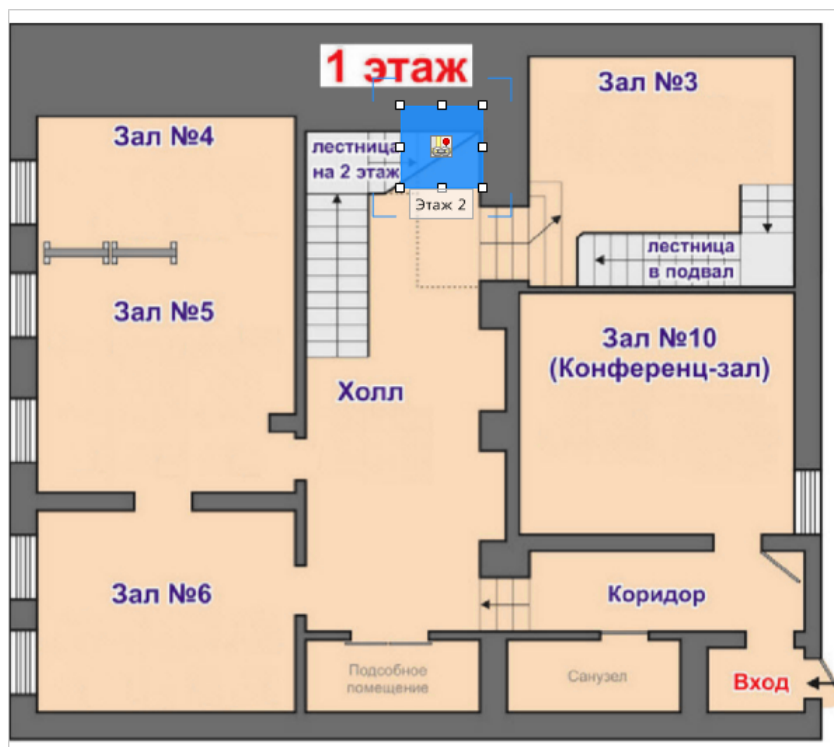 1 этаж
Зал №3
Зал №4
лестница
на 2 этаж
Этаж 2
лестница
в подвал
Зал №5
Зал №10
(Конференц-зал)
Холл
Зал №6
Коридор
Подсобное
помещение
Санузел
Вход